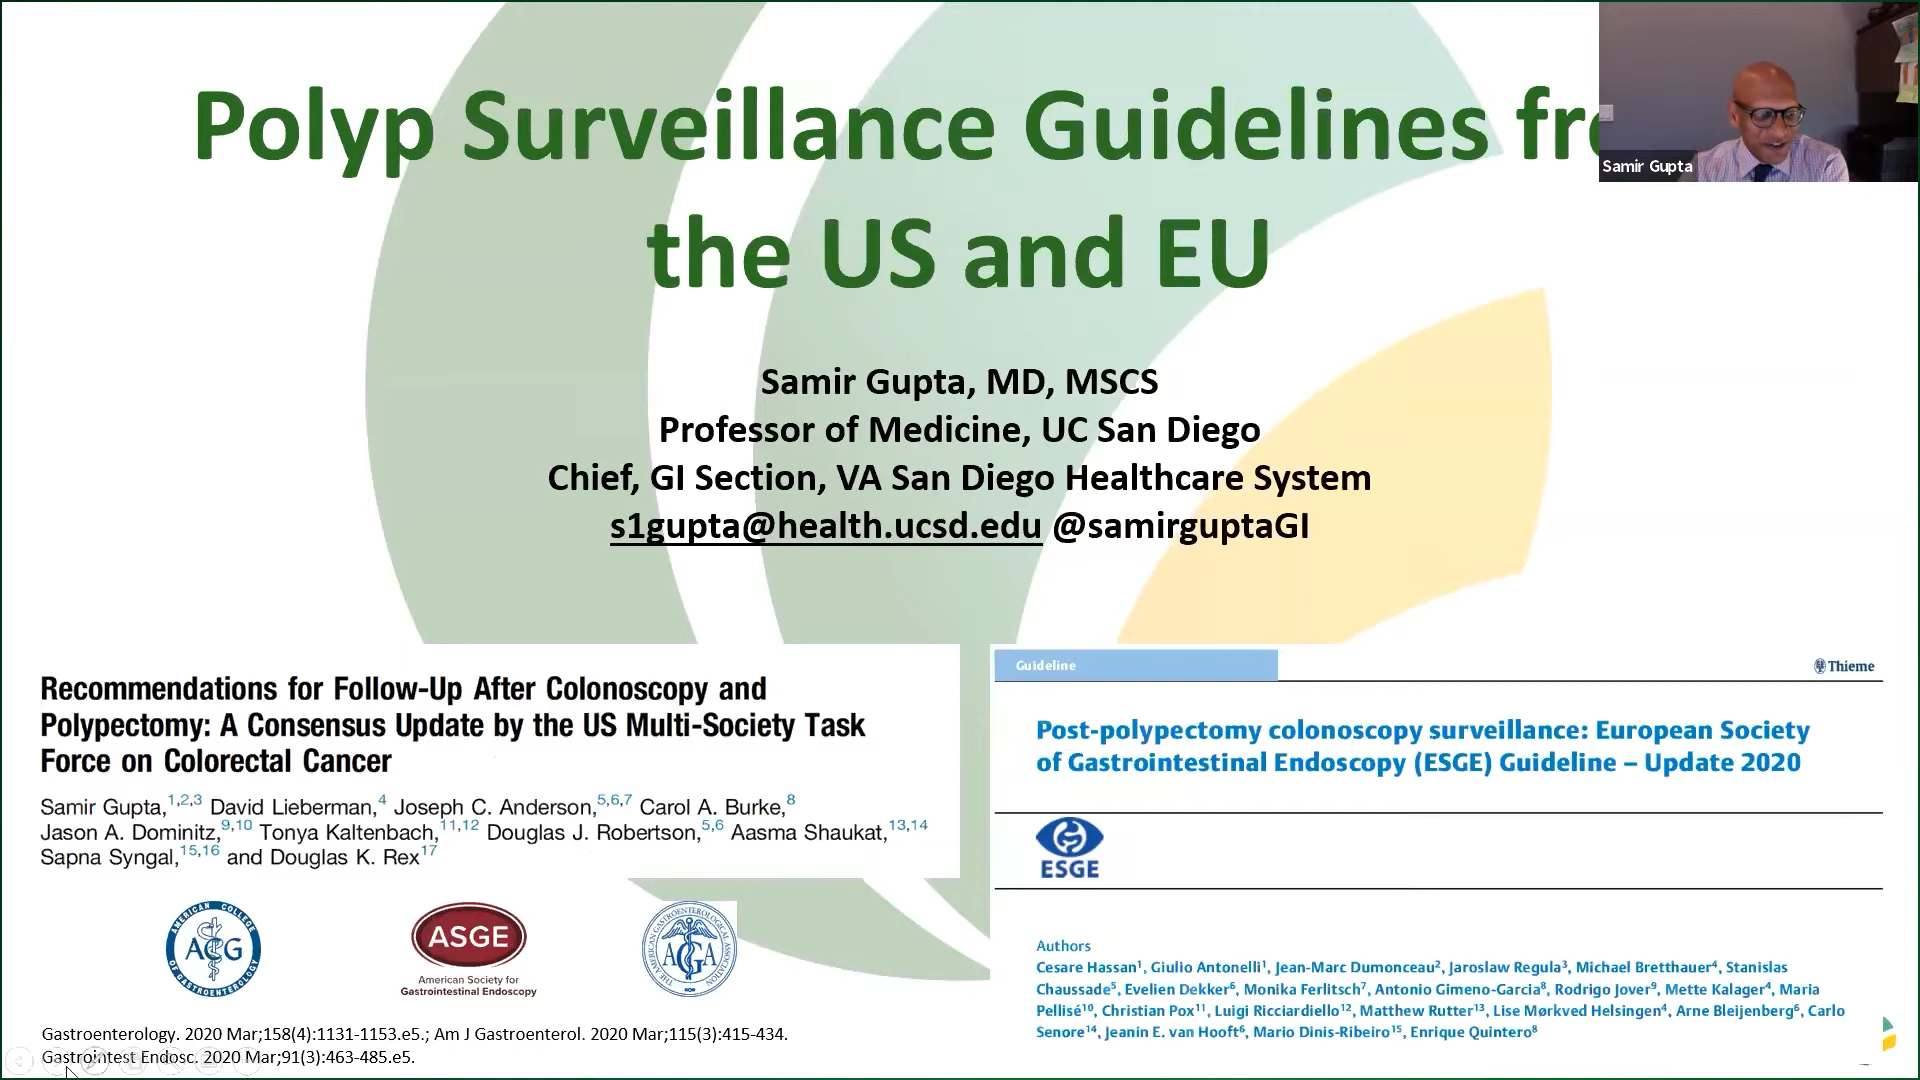 Polyp Surveillance Guidelines fr
the US and EU
Samir Gupta
Samir Gupta, MD, MSCS
Professor of Medicine, UC San Diego
Chief, GI Section, VA San Diego Healthcare System
s1gupta@health.ucsd.edu @samirguptaGI
Recommendations for Follow-Up After Colonoscopy and
Polypectomy: A Consensus Update by the US Multi-Society Task
Force on Colorectal Cancer
Samir Gupta,1,2,3 David Lieberman,4 Joseph C. Anderson,5,6,7 Carol A. Burke,8
Jason A. Dominitz,9,10 Tonya Kaltenbach,11,12 Douglas J. Robertson,5,6 Aasma Shaukat,13,14
Sapna Syngal,15,16 and Douglas K. Rex17
AMERICAN COLLEGE
ACG
OF GASTROENTEROLOGY
ASGE
American Society for
Gastrointestinal Endoscopy
THE AMERICAN GASTROENTEROLOGICAL ASSOCIATION
AGA
Gastroenterology. 2020 Mar;158(4):1131-1153.e5.; Am J Gastroenterol. 2020 Mar;115(3):415-434.
Gastrointest Endosc. 2020 Mar;91(3):463-485.e5.
Guideline
Thieme
Post-polypectomy colonoscopy surveillance: European Society
of Gastrointestinal Endoscopy (ESGE) Guideline – Update 2020
ESGE
Authors
Cesare Hassan1, Giulio Antonelli1, Jean-Marc Dumonceau2, Jaroslaw Regula3, Michael Bretthauer4, Stanislas
Chaussade5, Evelien Dekker6, Monika Ferlitsch7, Antonio Gimeno-Garcia8, Rodrigo Jover9, Mette Kalager4, Maria
Pellisé10, Christian Pox11, Luigi Ricciardiello12, Matthew Rutter13, Lise Mørkved Helsingen4, Arne Bleijenberg6, Carlo
Senore14, Jeanin E. van Hooft6, Mario Dinis-Ribeiro15, Enrique Quintero8